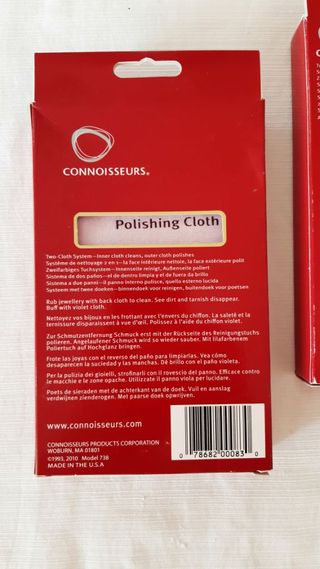 CONNOISSEURS®
Polishing Cloth
Two-Cloth System—Inner cloth cleans, outer cloth polishes
Système de nettoyage 2 en 1—la face intérieure nettoie, la face extérieure polit
Zweifarbiges Tuchsystem—Innenseite reinigt, Außenseite poliert
Sistema de dos paños—el de dentro limpia y el de fuera da brillo
Sistema a due panni—il panno interno pulisce, quello esterno lucida
Systeem met twee doeken—binnendoek voor reinigen, buitendoek voor poetsen
Rub jewellery with back cloth to clean. See dirt and tarnish disappear.
Buff with violet cloth.
Nettoyez vos bijoux en les frottant avec l'envers du chiffon. La saleté et la
ternissure disparaissent à vue d'œil. Polissez à l'aide du chiffon violet.
Zur Schmutzentfernung Schmuck erst mit der Rückseite des Reinigungstuchs
polieren. Angelaufener Schmuck wird so wieder sauber. Mit lilafarbenem
Poliertuch auf Hochglanz bringen.
Frote las joyas con el reverso del paño para limpiarlas. Vea cómo
desaparecen la suciedad y las manchas. Dé brillo con el paño violeta.
Per la pulizia dei gioielli, strofinarli con il rovescio del panno. Efficace contro
le macchie e le zone opache. Utilizzate il panno viola per lucidare.
Poets de sieraden met de achterkant van de doek. Vuil en aanslag
verdwijnen zienderogen. Met paarse doek opwrijven.
www.connoisseurs.com
CONNOISSEURS PRODUCTS CORPORATION
WOBURN, MA 01801
©1993, 2010 Model 738
MADE IN THE U.S.A
0 78682 00083 0